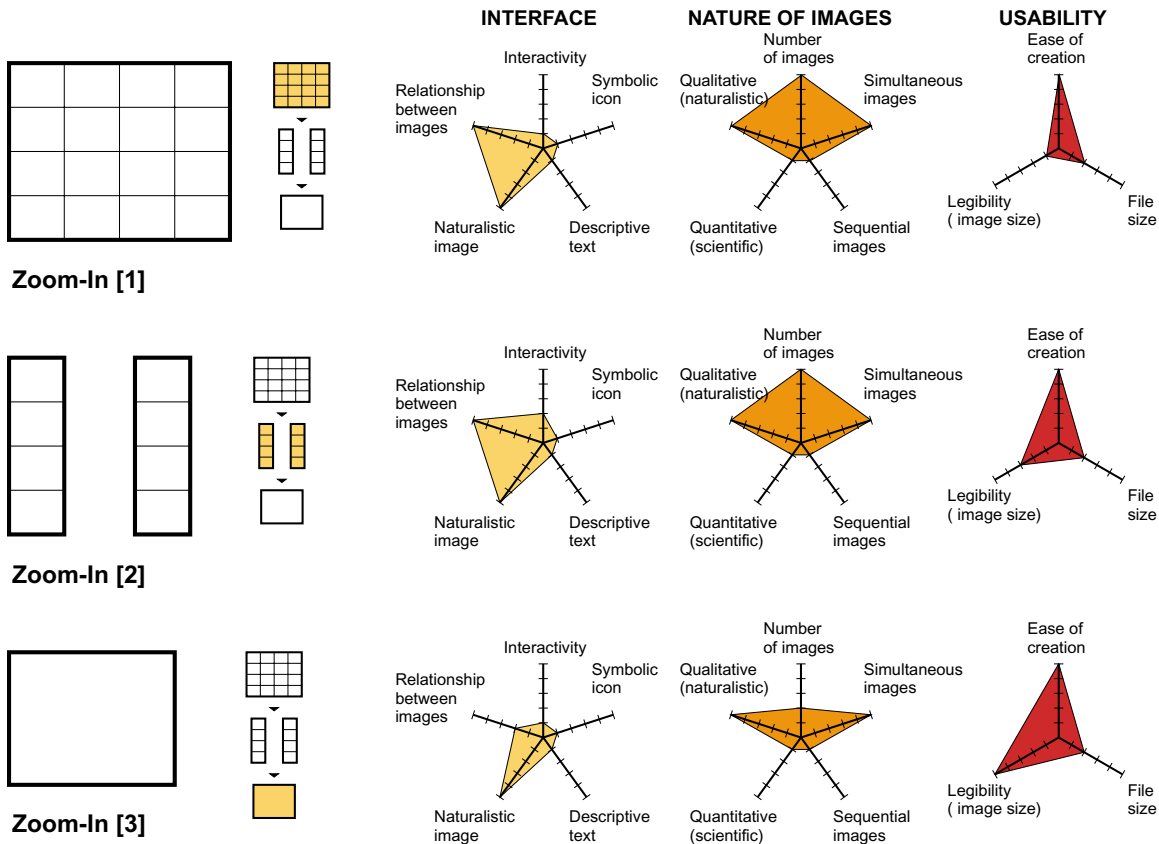 INTERFACE
NATURE OF IMAGES
USABILITY
Interactivity
Symbolic
icon
Relationship
between
images
Naturalistic
image
Descriptive
text
Number
of images
Qualitative
(naturalistic)
Simultaneous
images
Quantitative
(scientific)
Sequential
images
Ease of
creation
Legibility
( image size)
File
size
Zoom-In [1]
Interactivity
Symbolic
icon
Relationship
between
images
Naturalistic
image
Descriptive
text
Number
of images
Qualitative
(naturalistic)
Simultaneous
images
Quantitative
(scientific)
Sequential
images
Ease of
creation
Legibility
( image size)
File
size
Zoom-In [2]
Interactivity
Symbolic
icon
Relationship
between
images
Naturalistic
image
Descriptive
text
Number
of images
Qualitative
(naturalistic)
Simultaneous
images
Quantitative
(scientific)
Sequential
images
Ease of
creation
Legibility
( image size)
File
size
Zoom-In [3]